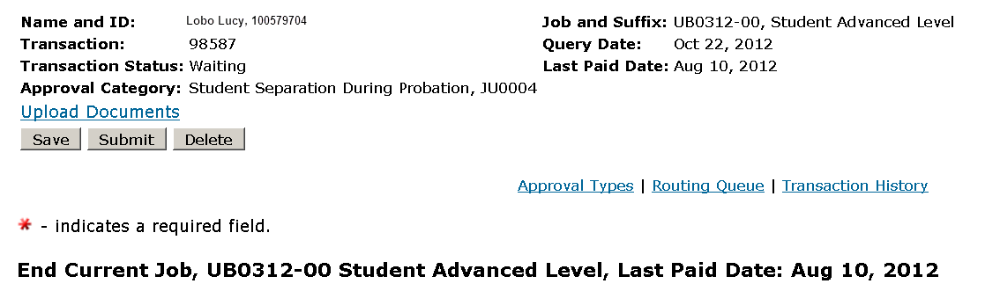 Name and ID: Lobo Lucy, 100579704 Job and Suffix: UB0312-00, Student Advanced Level
Transaction: 98587 Query Date: Oct 22, 2012
Transaction Status: Waiting Last Paid Date: Aug 10, 2012
Approval Category: Student Separation During Probation, JU0004
Upload Documents
Save Submit Delete
Approval Types | Routing Queue | Transaction History
* - indicates a required field.
End Current Job, UB0312-00 Student Advanced Level, Last Paid Date: Aug 10, 2012